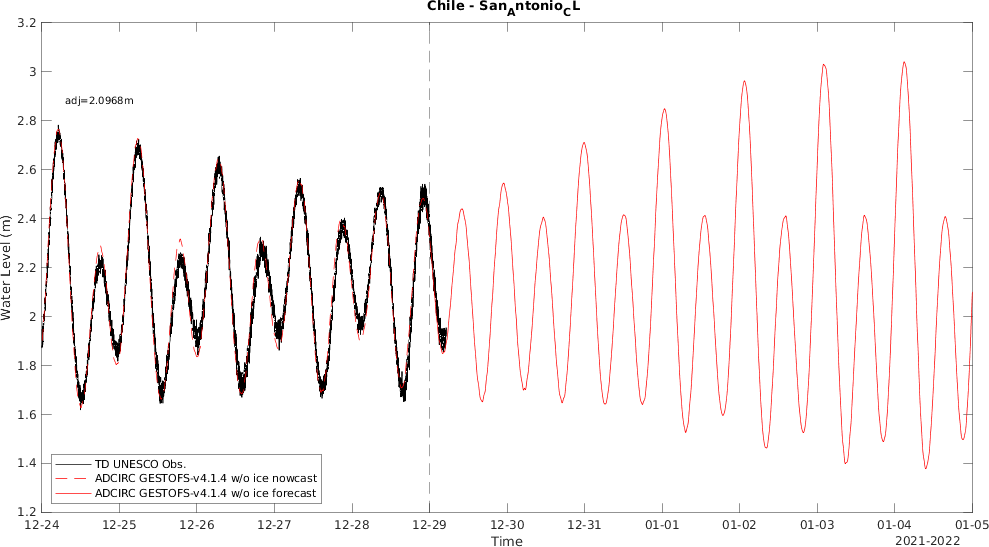 Chile - San_Antonio_CL
3.2
3
2.8
2.6
2.4
2.2
2
1.8
1.6
1.4
1.2
Water Level (m)
adj=2.0968m
TD UNESCO Obs.
ADCIRC GESTOFS-v4.1.4 w/o ice nowcast
ADCIRC GESTOFS-v4.1.4 w/o ice forecast
12-24 12-25 12-26 12-27 12-28 12-29 12-30 12-31 01-01 01-02 01-03 01-04 01-05
Time
2021-2022